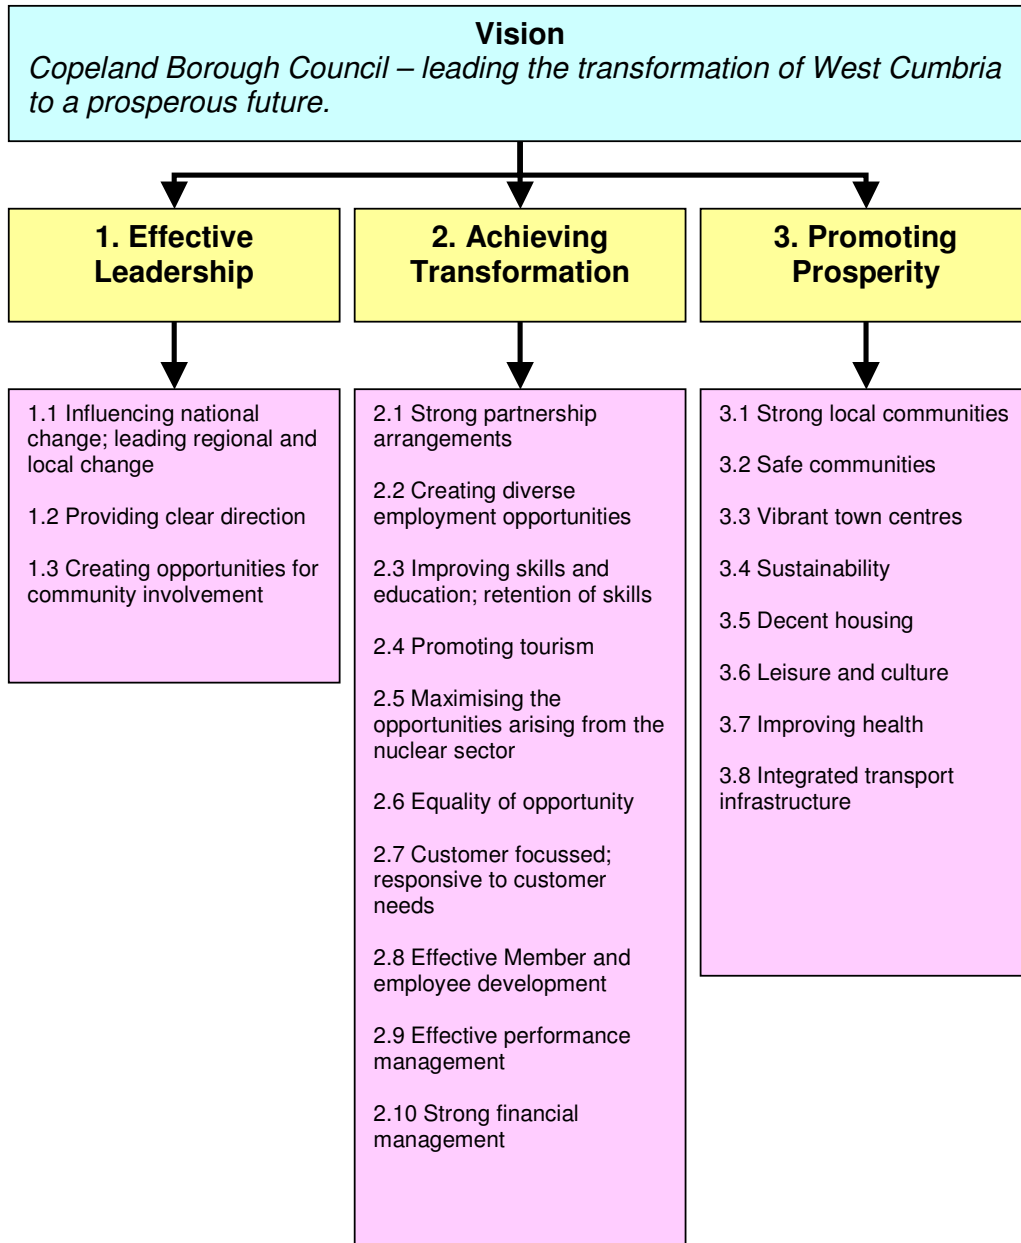 Vision
Copeland Borough Council – leading the transformation of West Cumbria
to a prosperous future.
1. Effective
Leadership
2. Achieving
Transformation
3. Promoting
Prosperity
1.1 Influencing national
change; leading regional and
local change
1.2 Providing clear direction
1.3 Creating opportunities for
community involvement
2.1 Strong partnership
arrangements
2.2 Creating diverse
employment opportunities
2.3 Improving skills and
education; retention of skills
2.4 Promoting tourism
2.5 Maximising the
opportunities arising from the
nuclear sector
2.6 Equality of opportunity
2.7 Customer focussed;
responsive to customer
needs
2.8 Effective Member and
employee development
2.9 Effective performance
management
2.10 Strong financial
management
3.1 Strong local communities
3.2 Safe communities
3.3 Vibrant town centres
3.4 Sustainability
3.5 Decent housing
3.6 Leisure and culture
3.7 Improving health
3.8 Integrated transport
infrastructure